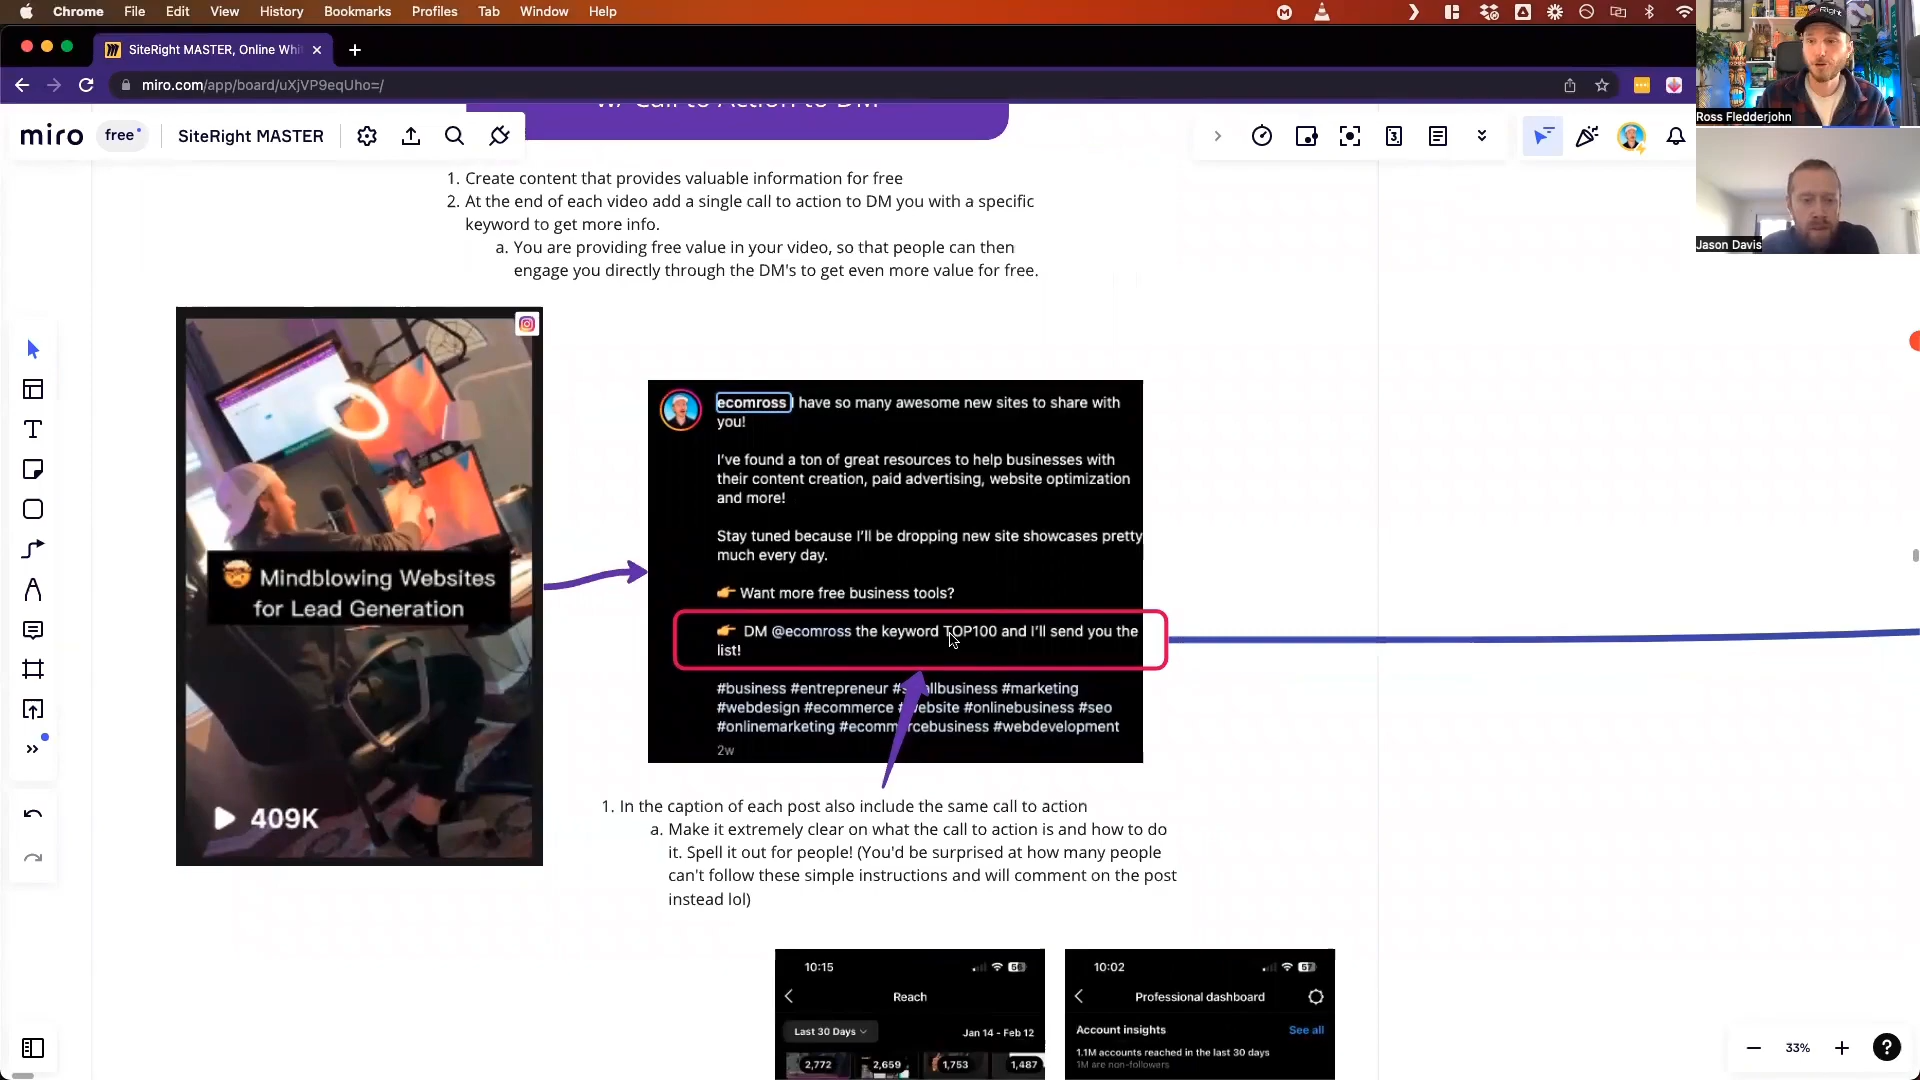 Chrome File Edit View History Bookmarks Profiles Tab Window Help
SiteRight MASTER, Online Whi
miro.com/app/board/uXjVP9eqUho=/
Ross Fledderjohn
Jason Davis
w/ Call to Action to DM
miro free SiteRight MASTER
1. Create content that provides valuable information for free
2. At the end of each video add a single call to action to DM you with a specific
keyword to get more info.
a. You are providing free value in your video, so that people can then
engage you directly through the DM's to get even more value for free.
🤯 Mindblowing Websites
for Lead Generation
409K
ecomross I have so many awesome new sites to share with
you!
I've found a ton of great resources to help businesses with
their content creation, paid advertising, website optimization
and more!
Stay tuned because I'll be dropping new site showcases pretty
much every day.
👉 Want more free business tools?
👉 DM @ecomross the keyword TOP100 and I'll send you the
list!
#business #entrepreneur #smallbusiness #marketing
#webdesign #ecommerce #website #onlinebusiness #seo
#onlinemarketing #ecommercebusiness #webdevelopment
2w
1. In the caption of each post also include the same call to action
a. Make it extremely clear on what the call to action is and how to do
it. Spell it out for people! (You'd be surprised at how many people
can't follow these simple instructions and will comment on the post
instead lol)
10:15
Reach
Last 30 Days Jan 14 - Feb 12
2,772 2,659 1,753 1,487
10:02 57
Professional dashboard
Account insights See all
1.1M accounts reached in the last 30 days
1M are non-followers
33%